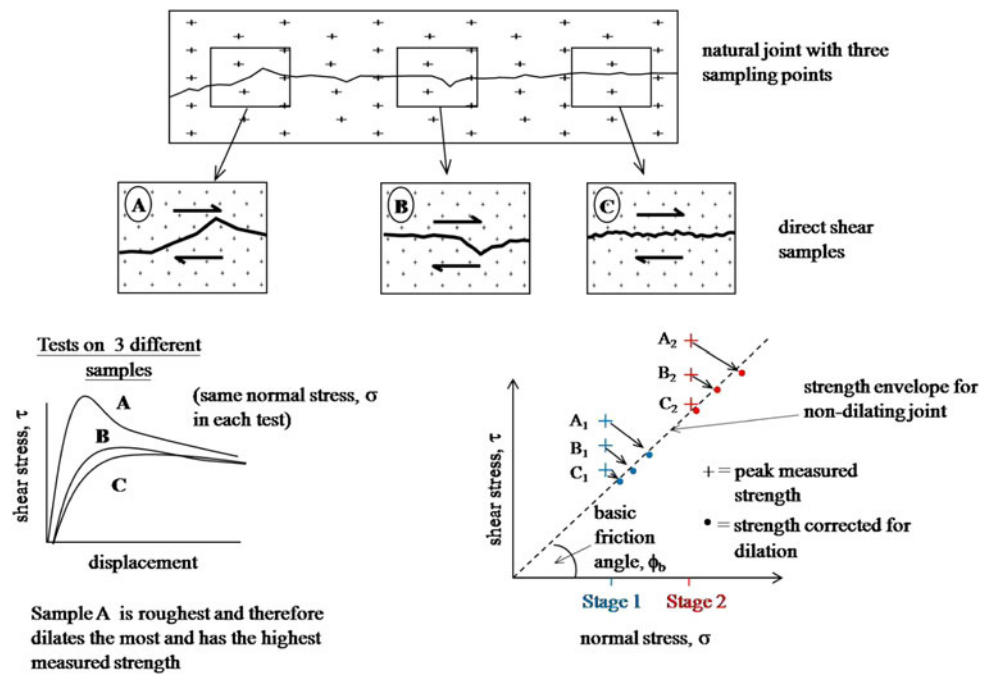 natural joint with three
sampling points
A
B
C
direct shear
samples
Tests on 3 different
samples
(same normal stress, σ
in each test)
A
B
C
shear stress, τ
displacement
Sample A is roughest and therefore
dilates the most and has the highest
measured strength
A₂
B₂
C₂
A₁
B₁
C₁
strength envelope for
non-dilating joint
+ = peak measured
strength
• = strength corrected for
dilation
basic
friction
angle, ϕb
shear stress, τ
Stage 1
Stage 2
normal stress, σ